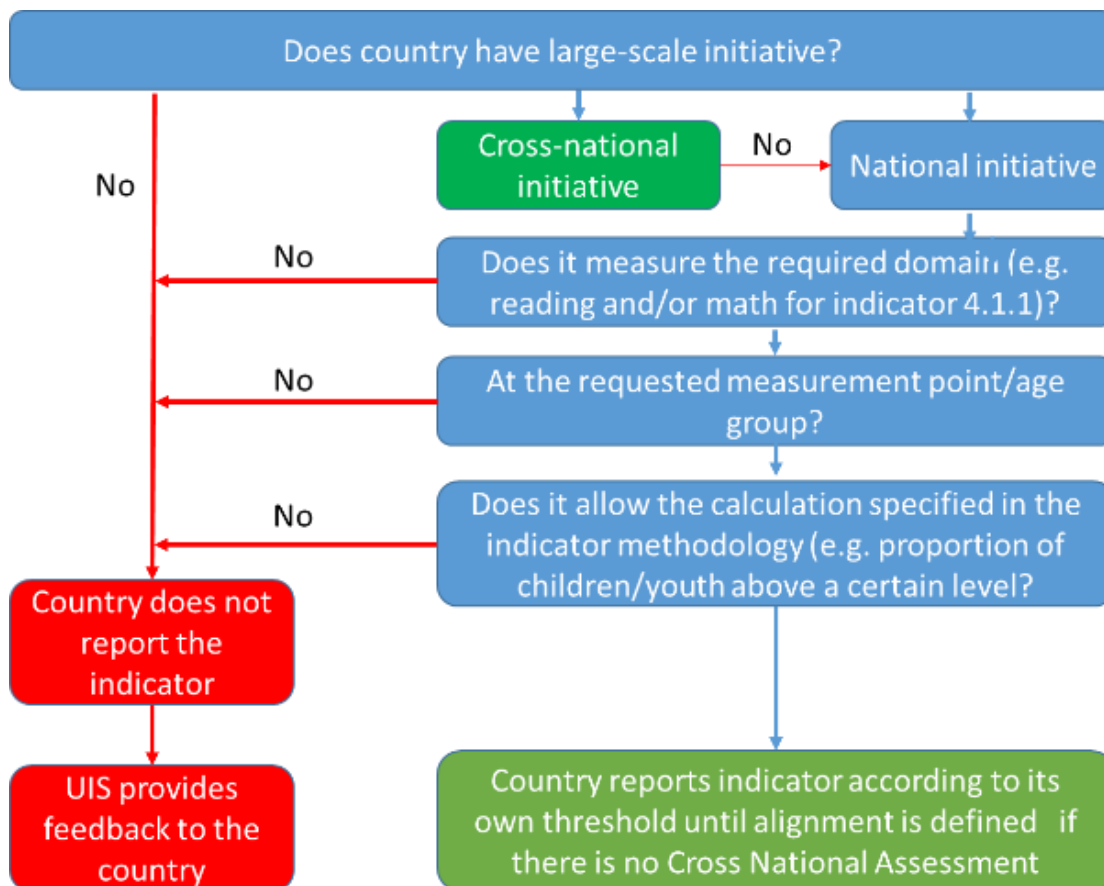 Does country have large-scale initiative?
Cross-national
initiative
No
National initiative
No
No
Does it measure the required domain (e.g.
reading and/or math for indicator 4.1.1)?
No
At the requested measurement point/age
group?
No
Does it allow the calculation specified in the
indicator methodology (e.g. proportion of
children/youth above a certain level?
Country does not
report the
indicator
UIS provides
feedback to the
country
Country reports indicator according to its
own threshold until alignment is defined if
there is no Cross National Assessment